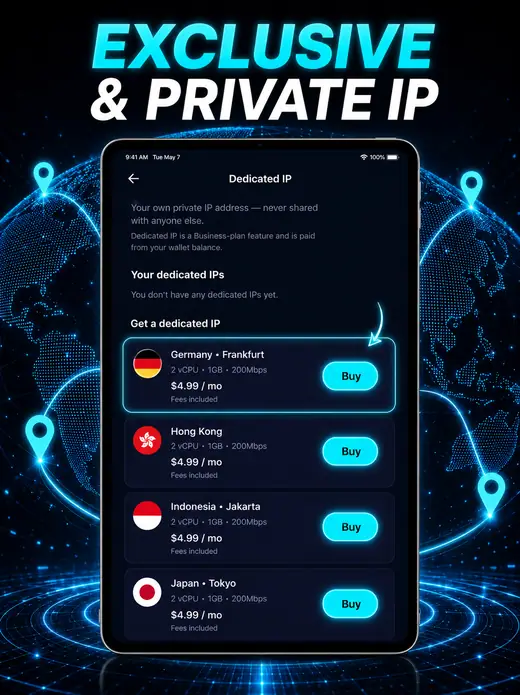 EXCLUSIVE
& PRIVATE IP
9:41 AM Tue May 7
100%
Dedicated IP
Your own private IP address — never shared
with anyone else.
Dedicated IP is a Business-plan feature and is paid
from your wallet balance.
Your dedicated IPs
You don't have any dedicated IPs yet.
Get a dedicated IP
Germany • Frankfurt
2 vCPU • 1GB • 200Mbps
$4.99 / mo
Fees included
Buy
Hong Kong
2 vCPU • 1GB • 200Mbps
$4.99 / mo
Fees included
Buy
Indonesia • Jakarta
2 vCPU • 1GB • 200Mbps
$4.99 / mo
Fees included
Buy
Japan • Tokyo
2 vCPU • 1GB • 200Mbps
$4.99 / mo
Fees included
Buy